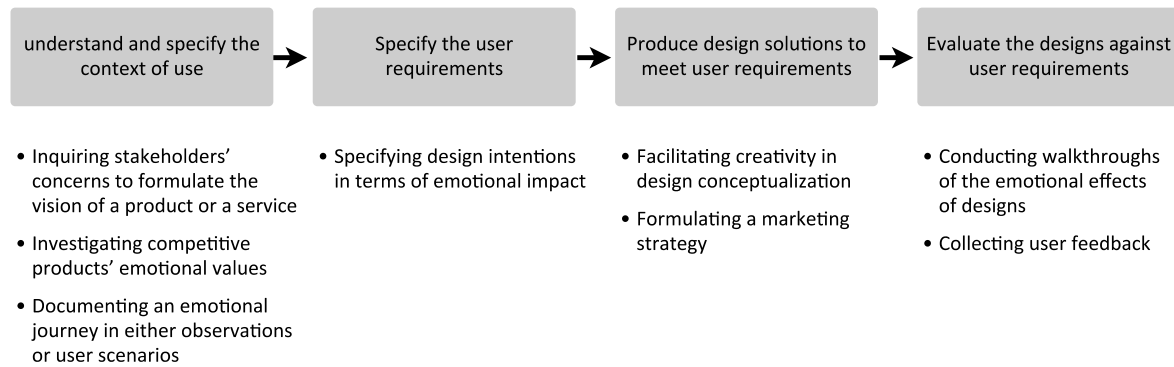 understand and specify the
context of use
Specify the user
requirements
Produce design solutions to
meet user requirements
Evaluate the designs against
user requirements
• Inquiring stakeholders’
concerns to formulate the
vision of a product or a service
• Investigating competitive
products’ emotional values
• Documenting an emotional
journey in either observations
or user scenarios
• Specifying design intentions
in terms of emotional impact
• Facilitating creativity in
design conceptualization
• Formulating a marketing
strategy
• Conducting walkthroughs
of the emotional effects
of designs
• Collecting user feedback